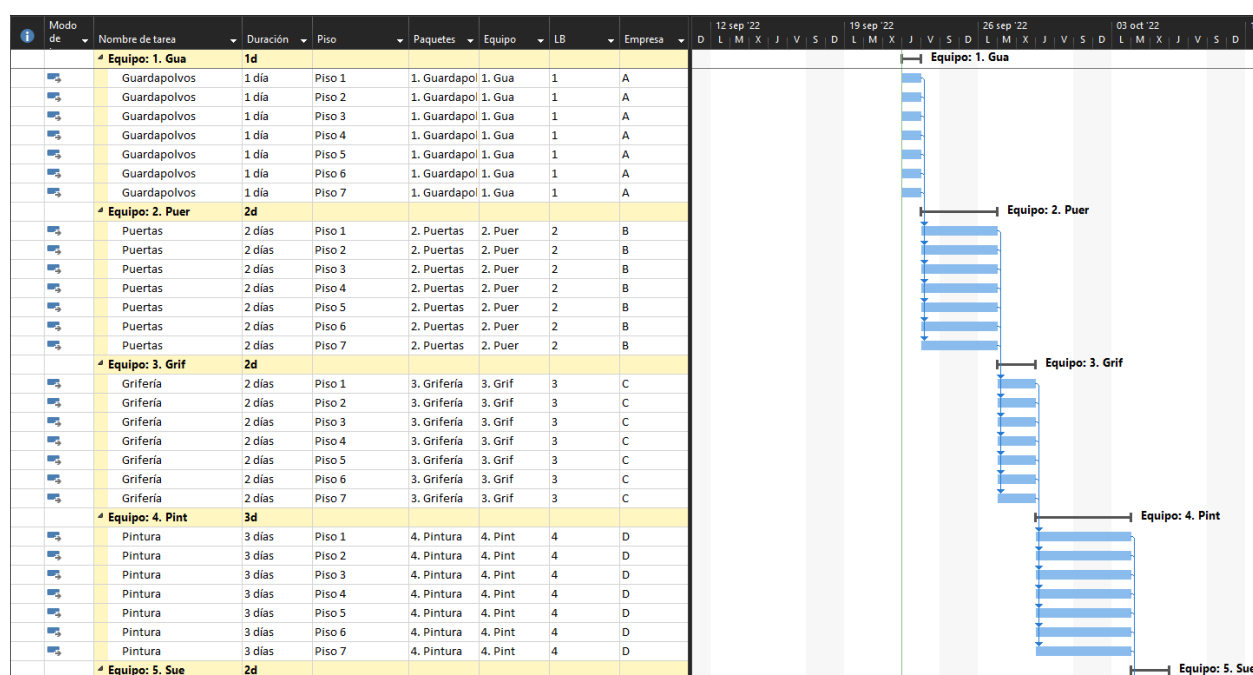 Modo de
Nombre de tarea Duración Piso Paquetes Equipo LB Empresa
12 sep '22 19 sep '22 26 sep '22 03 oct '22
D L M X J V S D L M X J V S D L M X J V S D L M X J V S D
Equipo: 1. Gua 1d Equipo: 1. Gua
Guardapolvos 1 día Piso 1 1. Guardapol 1. Gua 1 A
Guardapolvos 1 día Piso 2 1. Guardapol 1. Gua 1 A
Guardapolvos 1 día Piso 3 1. Guardapol 1. Gua 1 A
Guardapolvos 1 día Piso 4 1. Guardapol 1. Gua 1 A
Guardapolvos 1 día Piso 5 1. Guardapol 1. Gua 1 A
Guardapolvos 1 día Piso 6 1. Guardapol 1. Gua 1 A
Guardapolvos 1 día Piso 7 1. Guardapol 1. Gua 1 A
Equipo: 2. Puer 2d Equipo: 2. Puer
Puertas 2 días Piso 1 2. Puertas 2. Puer 2 B
Puertas 2 días Piso 2 2. Puertas 2. Puer 2 B
Puertas 2 días Piso 3 2. Puertas 2. Puer 2 B
Puertas 2 días Piso 4 2. Puertas 2. Puer 2 B
Puertas 2 días Piso 5 2. Puertas 2. Puer 2 B
Puertas 2 días Piso 6 2. Puertas 2. Puer 2 B
Puertas 2 días Piso 7 2. Puertas 2. Puer 2 B
Equipo: 3. Grif 2d Equipo: 3. Grif
Grifería 2 días Piso 1 3. Grifería 3. Grif 3 C
Grifería 2 días Piso 2 3. Grifería 3. Grif 3 C
Grifería 2 días Piso 3 3. Grifería 3. Grif 3 C
Grifería 2 días Piso 4 3. Grifería 3. Grif 3 C
Grifería 2 días Piso 5 3. Grifería 3. Grif 3 C
Grifería 2 días Piso 6 3. Grifería 3. Grif 3 C
Grifería 2 días Piso 7 3. Grifería 3. Grif 3 C
Equipo: 4. Pint 3d Equipo: 4. Pint
Pintura 3 días Piso 1 4. Pintura 4. Pint 4 D
Pintura 3 días Piso 2 4. Pintura 4. Pint 4 D
Pintura 3 días Piso 3 4. Pintura 4. Pint 4 D
Pintura 3 días Piso 4 4. Pintura 4. Pint 4 D
Pintura 3 días Piso 5 4. Pintura 4. Pint 4 D
Pintura 3 días Piso 6 4. Pintura 4. Pint 4 D
Pintura 3 días Piso 7 4. Pintura 4. Pint 4 D
Equipo: 5. Sue 2d Equipo: 5. Sue